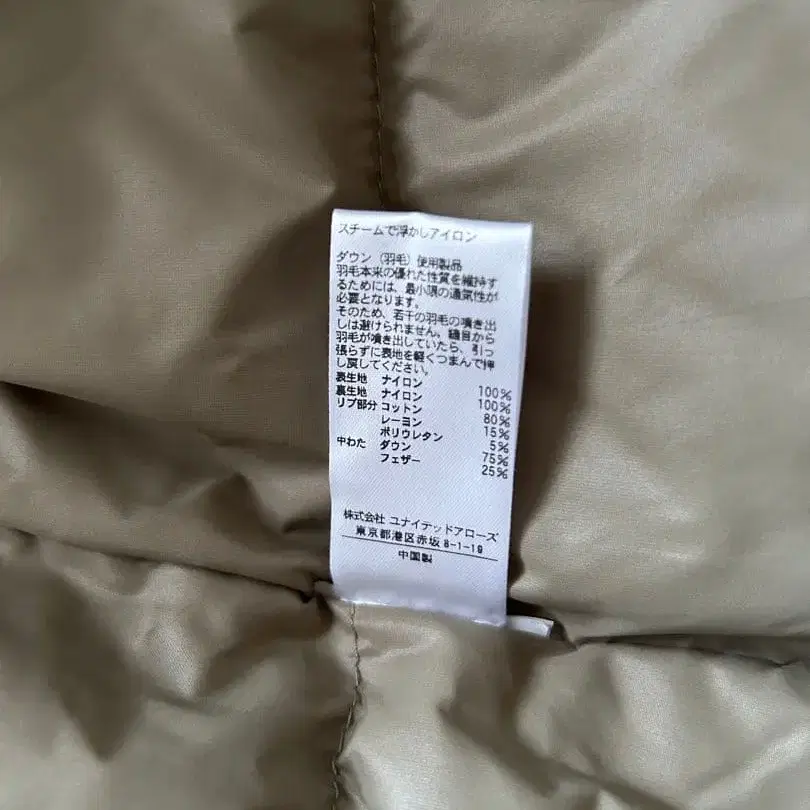 スチームで浮かしアイロン
ダウン（羽毛）使用製品
羽毛本来の優れた性質を維持す
るためには、最小限の通気性が
必要となります。
そのため、若干の羽毛の噴き出
しは避けられません。縫目から
羽毛が噴き出していたら、引っ
張らずに表地を軽くつまんで押
し戻してください。
表生地 ナイロン 100%
裏生地 ナイロン 100%
リブ部分 コットン 80%
レーヨン 15%
ポリウレタン 5%
中わた ダウン 75%
フェザー 25%
株式会社 ユナイテッドアローズ
東京都港区赤坂 8-1-19
中国製